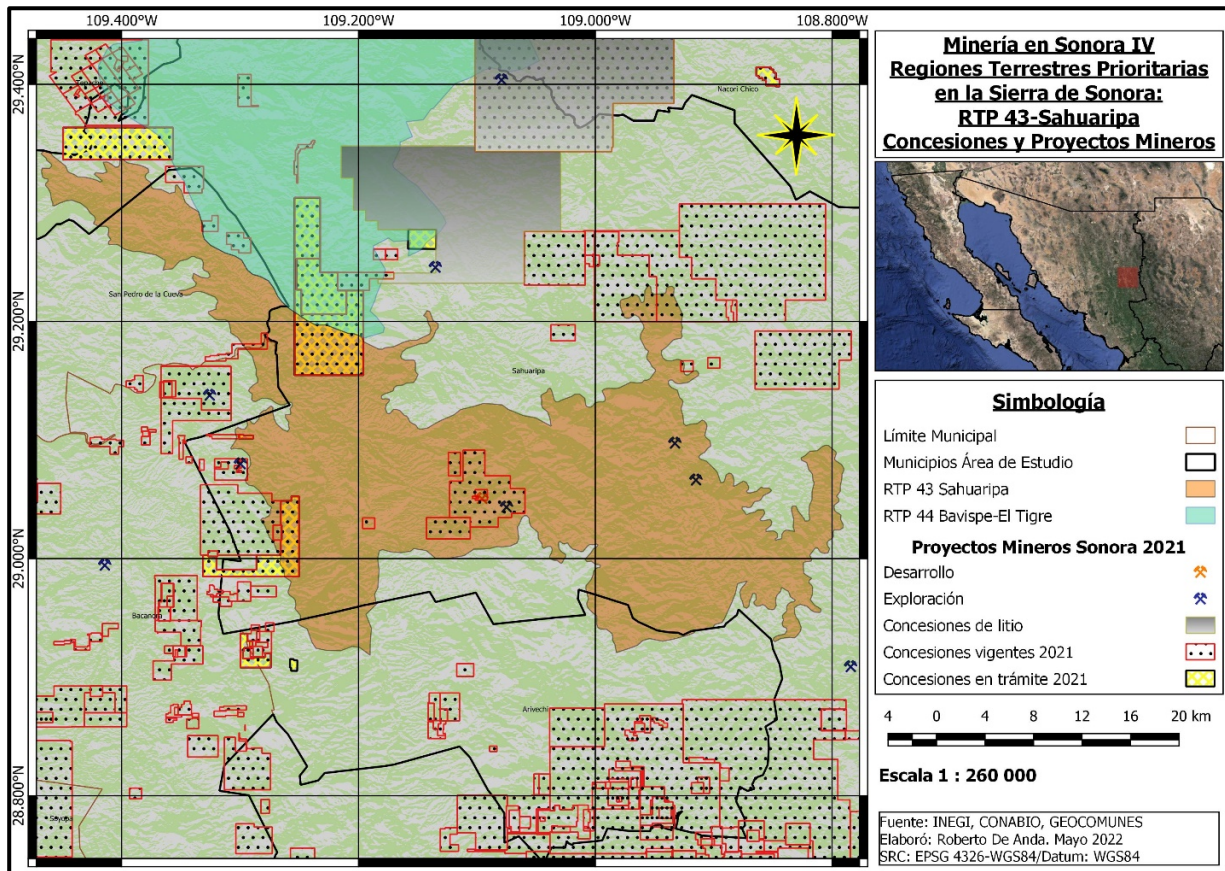 109.400°W
109.200°W
109.000°W
108.800°W
29.400°N
29.200°N
29.000°N
28.800°N
Nacori Chico
San Pedro de la Cueva
Sahuaripa
Bacanora
Arivechi
Soyopa
Minería en Sonora IV
Regiones Terrestres Prioritarias
en la Sierra de Sonora:
RTP 43-Sahuaripa
Concesiones y Proyectos Mineros
Simbología
Límite Municipal
Municipios Área de Estudio
RTP 43 Sahuaripa
RTP 44 Bavispe-El Tigre
Proyectos Mineros Sonora 2021
Desarrollo
Exploración
Concesiones de litio
Concesiones vigentes 2021
Concesiones en trámite 2021
4 0 4 8 12 16 20 km
Escala 1 : 260 000
Fuente: INEGI, CONABIO, GEOCOMUNES
Elaboró: Roberto De Anda. Mayo 2022
SRC: EPSG 4326-WGS84/Datum: WGS84